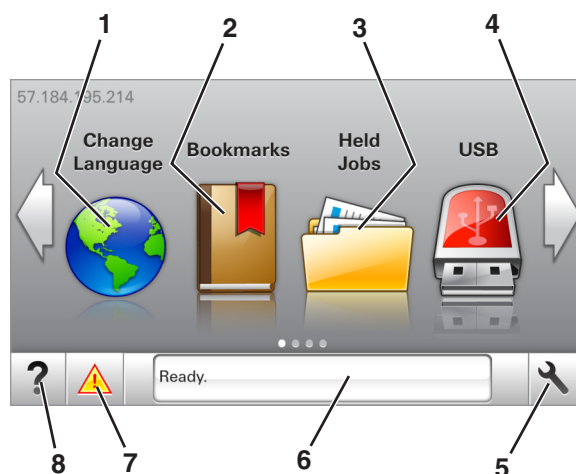 1 2 3 4
57.184.195.214
Change
Language
Bookmarks
Held
Jobs
USB
?
Ready.
8 7 6 5